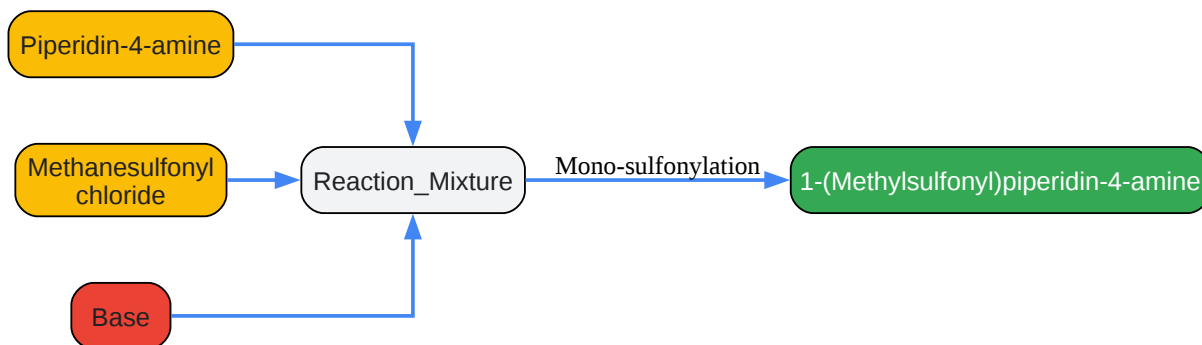 Piperidin-4-amine
Methanesulfonyl
chloride
Reaction_Mixture
Mono-sulfonylation
1-(Methylsulfonyl)piperidin-4-amine
Base